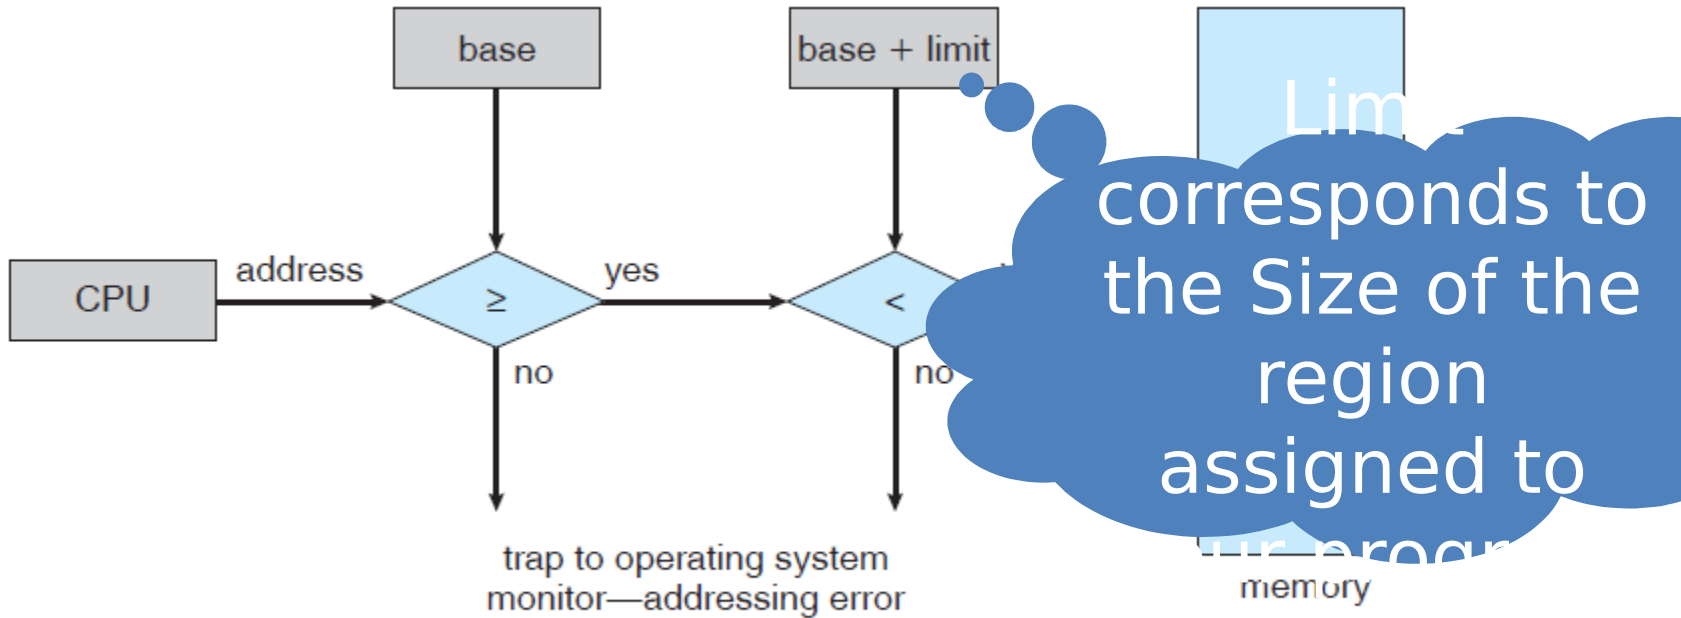 base
base + limit
corresponds to
the Size of the
region
assigned to
CPU
address
≥
yes
<
no
no
trap to operating system
monitor—addressing error
memory